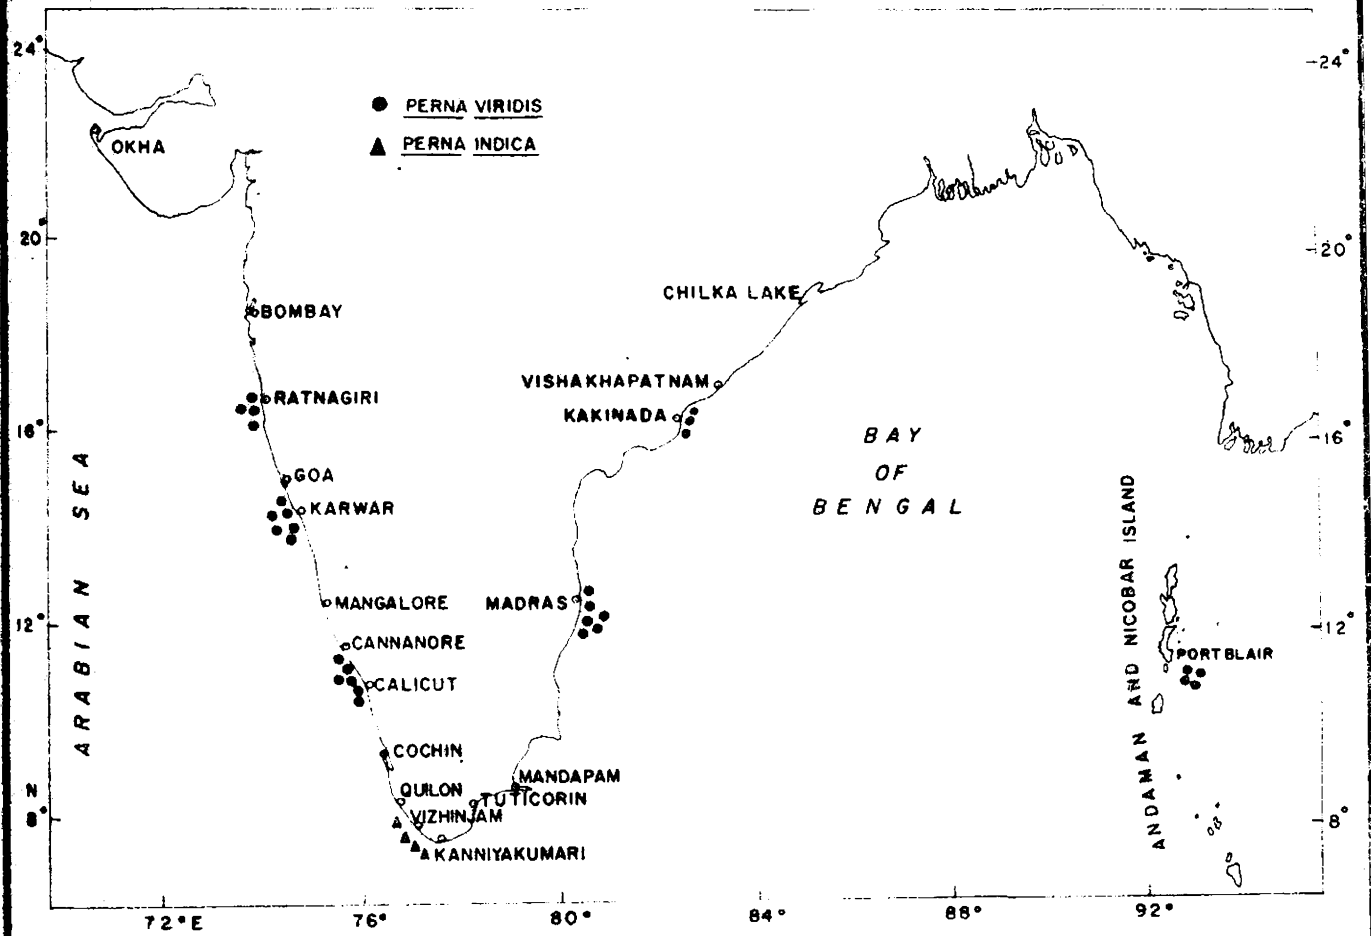 24°
24°
PERNA VIRIDIS
PERNA INDICA
OKHA
20°
20°
CHILKA LAKE
BOMBAY
VISHAKHAPATNAM
RATNAGIRI
KAKINADA
16°
16°
BAY
OF
BENGAL
GOA
KARWAR
ARABIAN SEA
ANDAMAN AND NICOBAR ISLAND
MANGALORE
MADRAS
12°
12°
CANNANORE
PORT BLAIR
CALICUT
COCHIN
MANDAPAM
QUILON
TUTICORIN
N
8°
8°
VIZHINJAM
KANNIYAKUMARI
72°E
76°
80°
84°
88°
92°